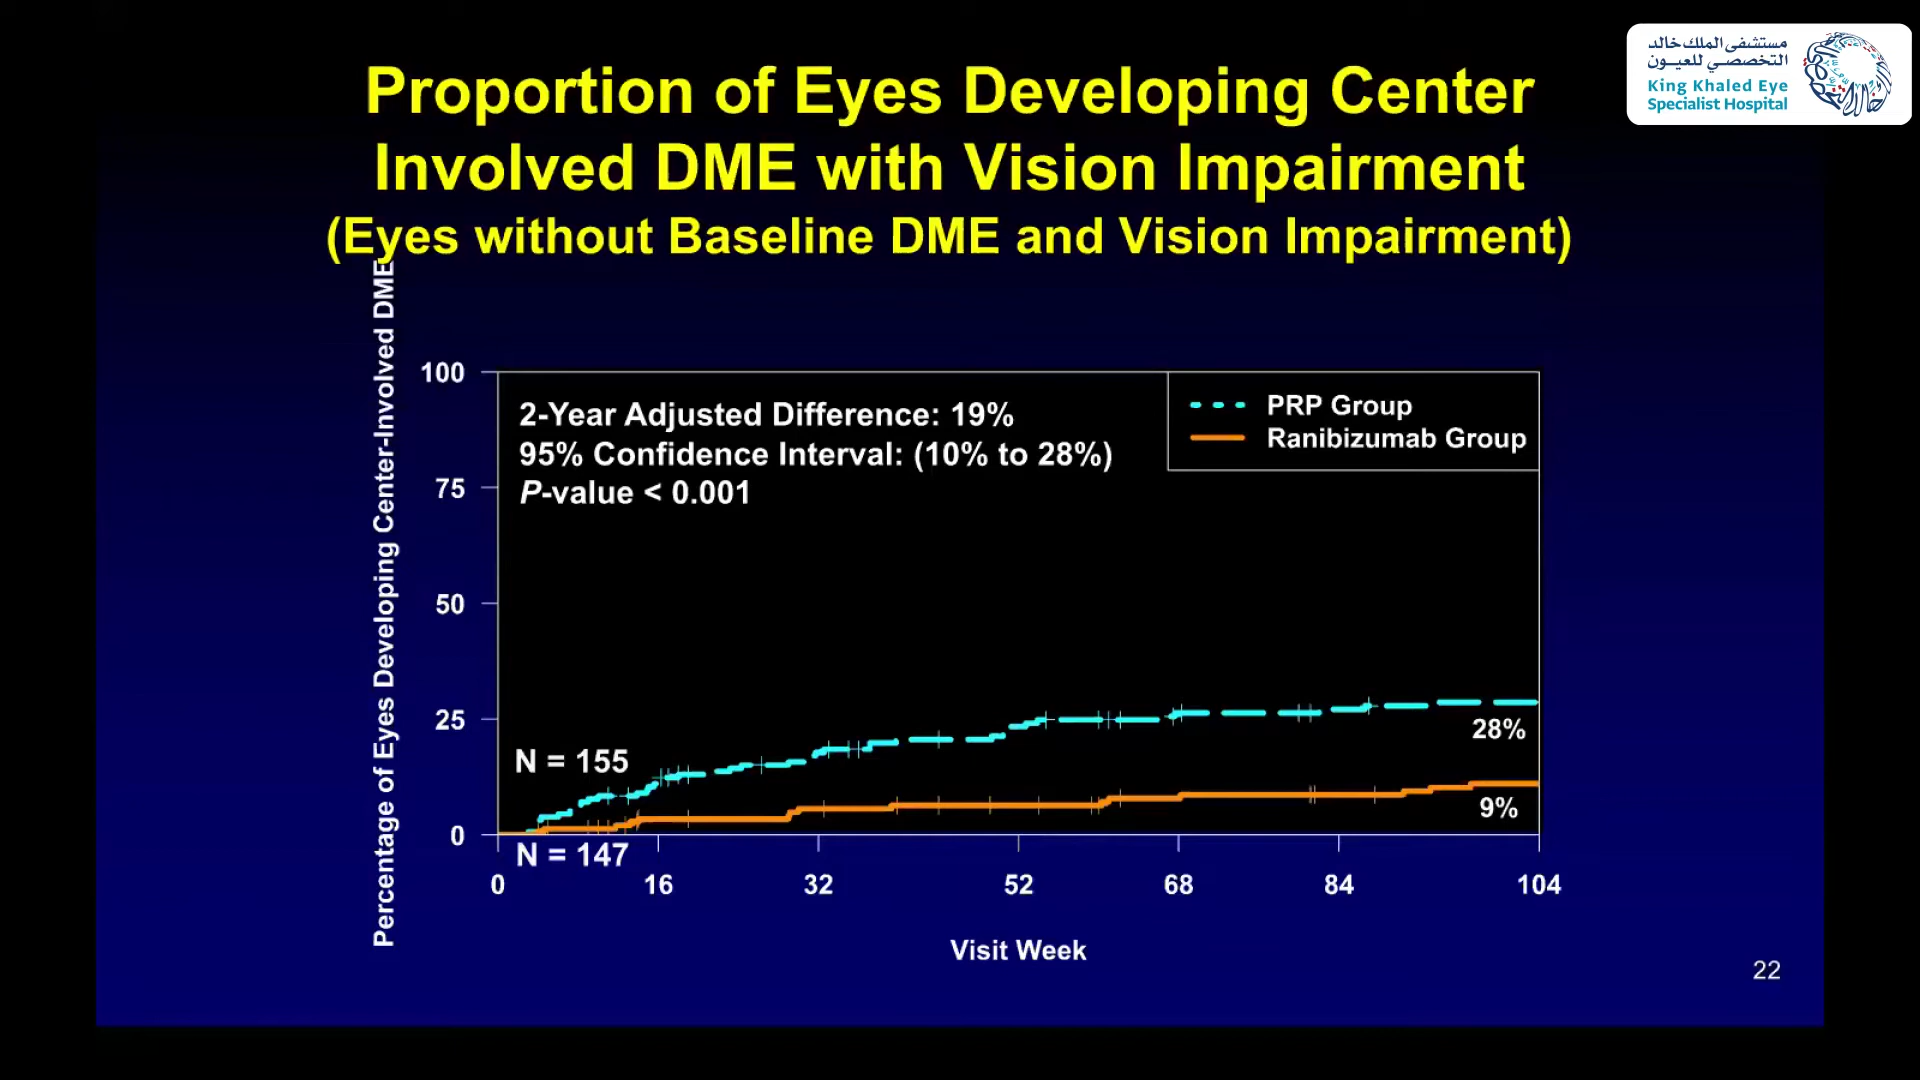 مستشفى الملك خالد
التخصصي للعيون
King Khaled Eye
Specialist Hospital
Proportion of Eyes Developing Center
Involved DME with Vision Impairment
(Eyes without Baseline DME and Vision Impairment)
Percentage of Eyes Developing Center-Involved DME
100
75
50
25
0
2-Year Adjusted Difference: 19%
95% Confidence Interval: (10% to 28%)
P-value < 0.001
PRP Group
Ranibizumab Group
N = 155
N = 147
28%
9%
0 16 32 52 68 84 104
Visit Week
22